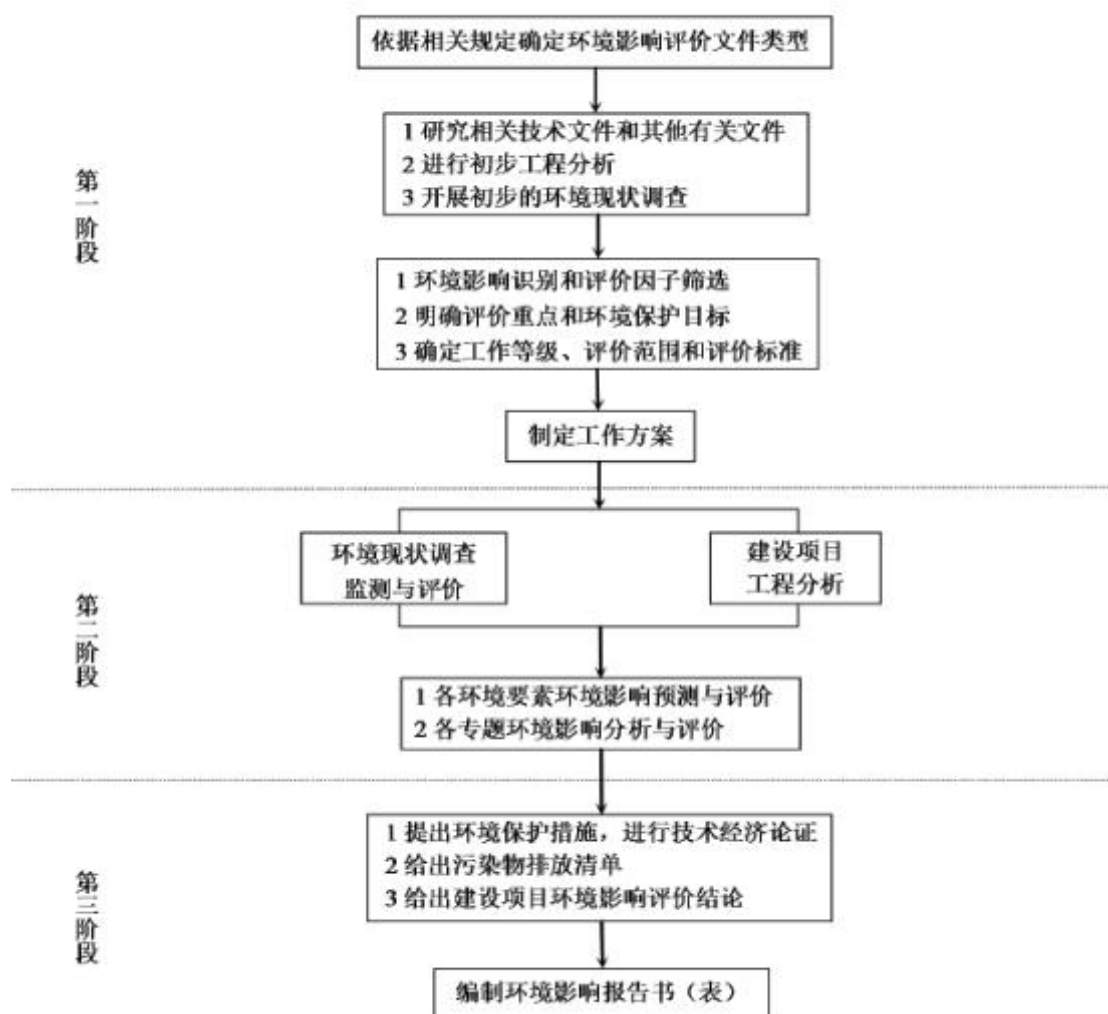 依据相关规定确定环境影响评价文件类型
1 研究相关技术文件和其他有关文件
2 进行初步工程分析
3 开展初步的环境现状调查
第一阶段
1 环境影响识别和评价因子筛选
2 明确评价重点和环境保护目标
3 确定工作等级、评价范围和评价标准
制定工作方案
环境现状调查
监测与评价
建设项目
工程分析
第二阶段
1 各环境要素环境影响预测与评价
2 各专题环境影响分析与评价
1 提出环境保护措施，进行技术经济论证
2 给出污染物排放清单
3 给出建设项目环境影响评价结论
第三阶段
编制环境影响报告书（表）